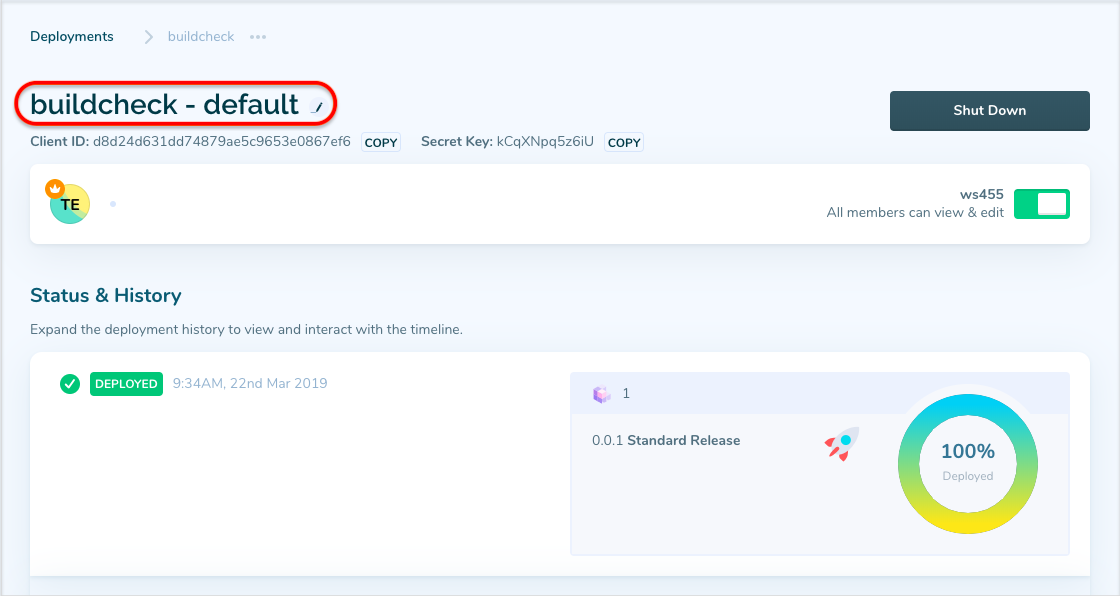 Deployments buildcheck •••
buildcheck - default
Shut Down
Client ID: d8d24d631dd74879ae5c9653e0867ef6 COPY Secret Key: kCqXNpq5z6iU COPY
TE
ws455
All members can view & edit
Status & History
Expand the deployment history to view and interact with the timeline.
DEPLOYED 9:34AM, 22nd Mar 2019
1
0.0.1 Standard Release
100%
Deployed